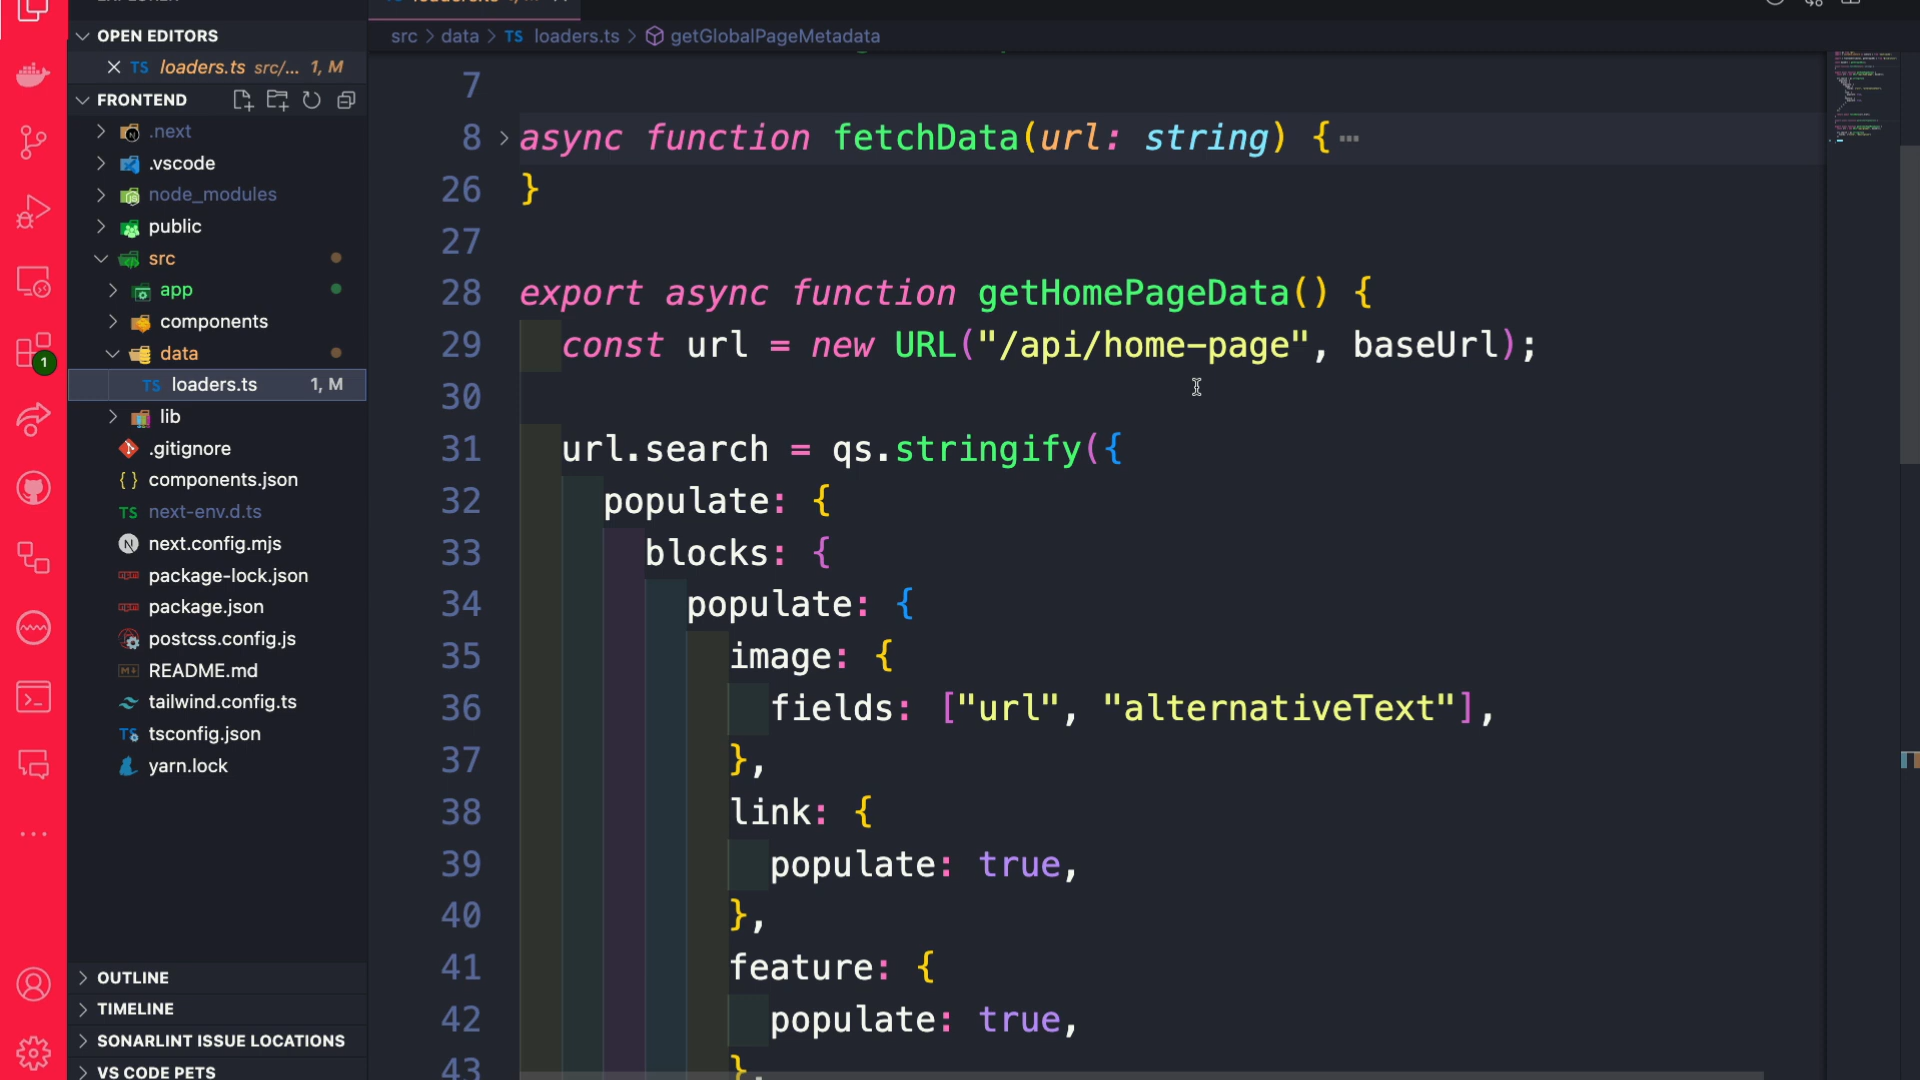 OPEN EDITORS
TS loaders.ts src/... 1, M
FRONTEND
.next
.vscode
node_modules
public
src
app
components
data
TS loaders.ts 1, M
lib
.gitignore
{} components.json
TS next-env.d.ts
N next.config.mjs
package-lock.json
package.json
postcss.config.js
README.md
tailwind.config.ts
TS tsconfig.json
yarn.lock
OUTLINE
TIMELINE
SONARLINT ISSUE LOCATIONS
VS CODE PETS
1
src > data > TS loaders.ts > getGlobalPageMetadata
7
8 async function fetchData(url: string) {
26 }
27
28 export async function getHomePageData() {
29 const url = new URL("/api/home-page", baseUrl);
30
31 url.search = qs.stringify({
32 populate: {
33 blocks: {
34 populate: {
35 image: {
36 fields: ["url", "alternativeText"],
37 },
38 link: {
39 populate: true,
40 },
41 feature: {
42 populate: true,
43 },